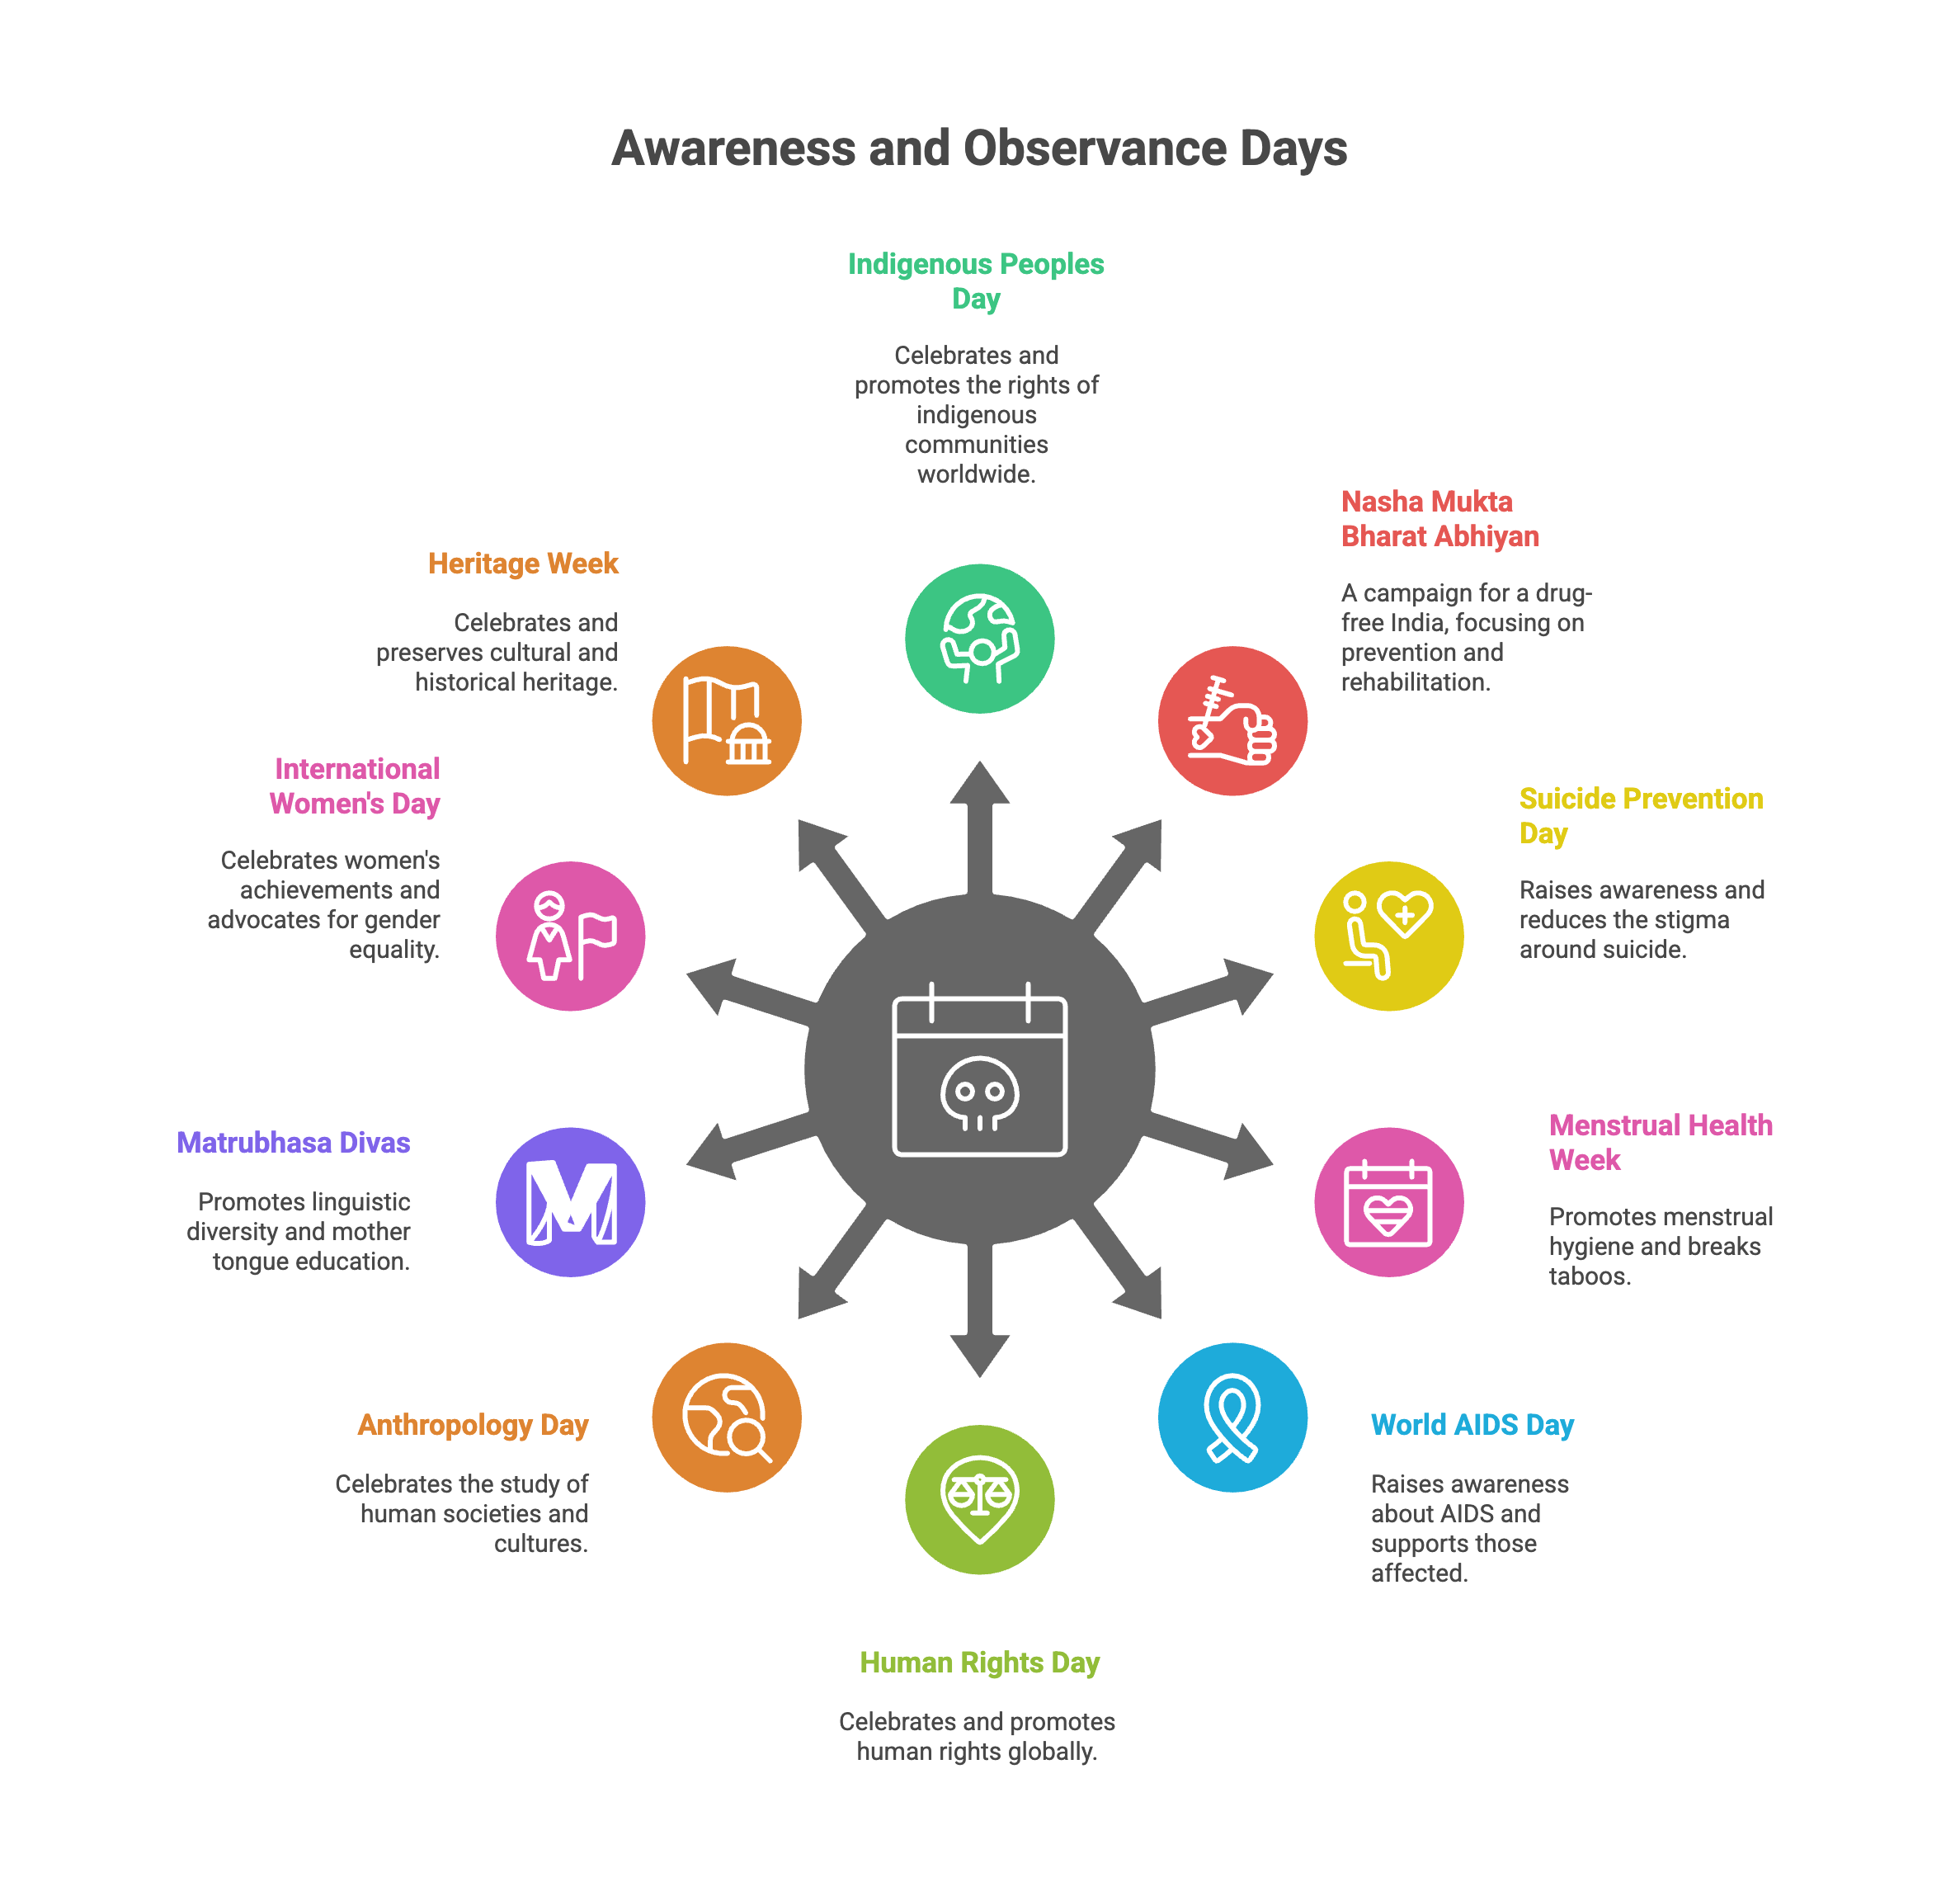 Awareness and Observance Days
Indigenous Peoples
Day
Celebrates and
promotes the rights of
indigenous
communities
worldwide.
Nasha Mukta
Bharat Abhiyan
A campaign for a drug-
free India, focusing on
prevention and
rehabilitation.
Suicide Prevention
Day
Raises awareness and
reduces the stigma
around suicide.
Menstrual Health
Week
Promotes menstrual
hygiene and breaks
taboos.
World AIDS Day
Raises awareness
about AIDS and
supports those
affected.
Human Rights Day
Celebrates and promotes
human rights globally.
Anthropology Day
Celebrates the study of
human societies and
cultures.
Matrubhasa Divas
Promotes linguistic
diversity and mother
tongue education.
International
Women's Day
Celebrates women's
achievements and
advocates for gender
equality.
Heritage Week
Celebrates and
preserves cultural and
historical heritage.